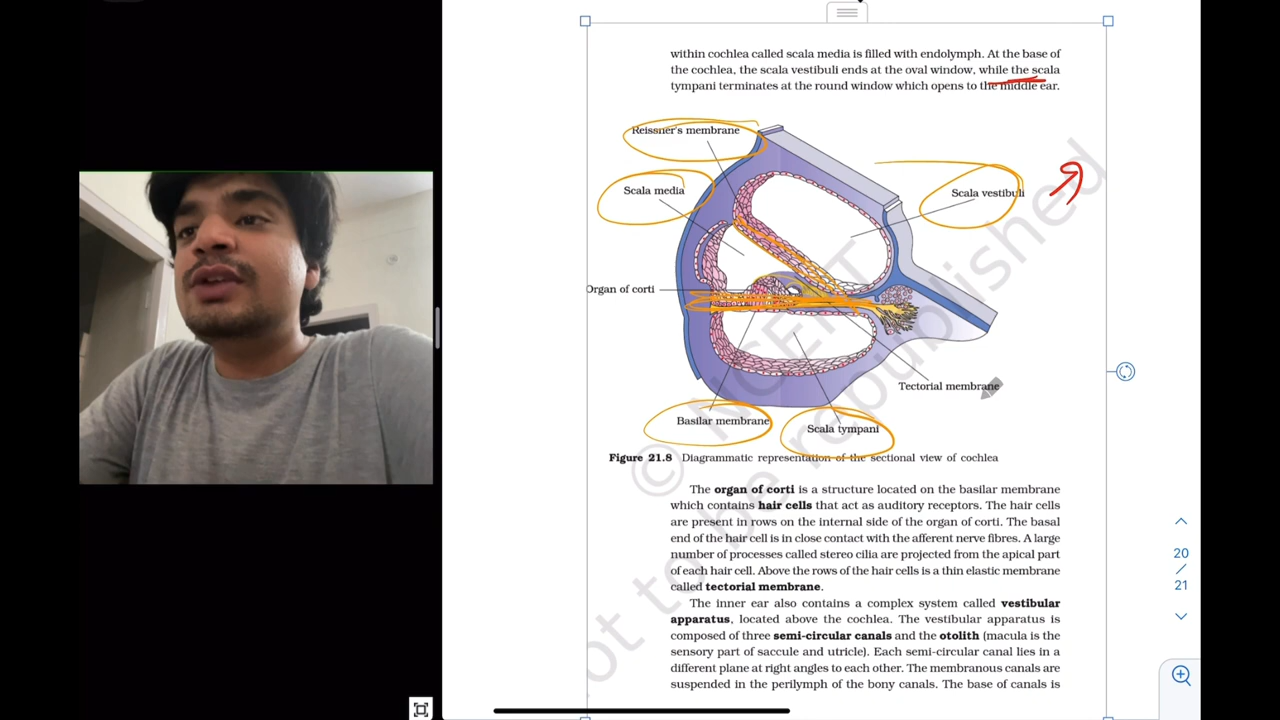 within cochlea called scala media is filled with endolymph. At the base of
the cochlea, the scala vestibuli ends at the oval window, while the scala
tympani terminates at the round window which opens to the middle ear.
Reissner's membrane
Scala media
Scala vestibuli
Organ of corti
Tectorial membrane
Basilar membrane
Scala tympani
Figure 21.8 Diagrammatic representation of the sectional view of cochlea
The organ of corti is a structure located on the basilar membrane
which contains hair cells that act as auditory receptors. The hair cells
are present in rows on the internal side of the organ of corti. The basal
end of the hair cell is in close contact with the afferent nerve fibres. A large
number of processes called stereo cilia are projected from the apical part
of each hair cell. Above the rows of the hair cells is a thin elastic membrane
called tectorial membrane.
The inner ear also contains a complex system called vestibular
apparatus, located above the cochlea. The vestibular apparatus is
composed of three semi-circular canals and the otolith (macula is the
sensory part of saccule and utricle). Each semi-circular canal lies in a
different plane at right angles to each other. The membranous canals are
suspended in the perilymph of the bony canals. The base of canals is
© NCERT
not to be republished
20
/
21